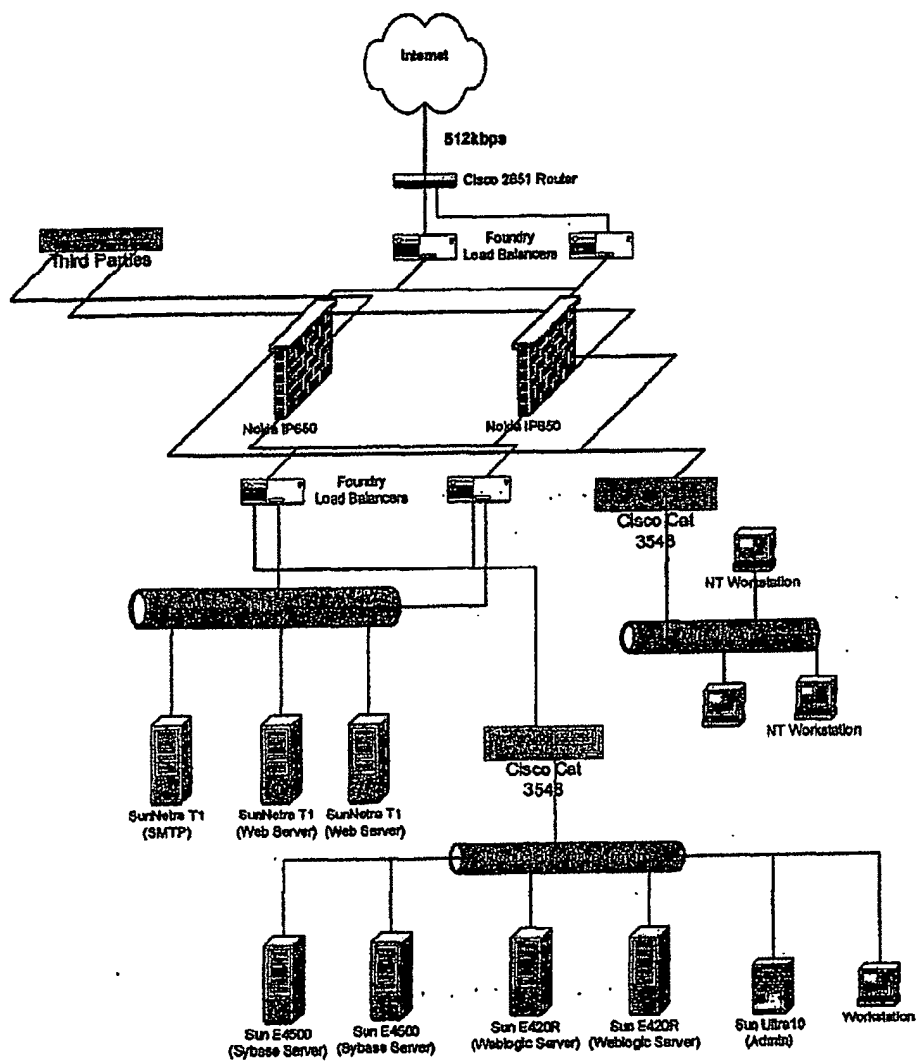 Internet
512kbps
Cisco 2651 Router
Foundry
Load Balancers
Third Parties
Nokia IP650
Nokia IP650
Foundry
Load Balancers
Cisco Cat
3548
NT Workstation
NT Workstation
Cisco Cat
3548
SunNetra T1
(SMTP)
SunNetra T1
(Web Server)
SunNetra T1
(Web Server)
Sun E4500
(Sybase Server)
Sun E4500
(Sybase Server)
Sun E420R
(Weblogic Server)
Sun E420R
(Weblogic Server)
Sun Ultra10
(Admin)
Workstation